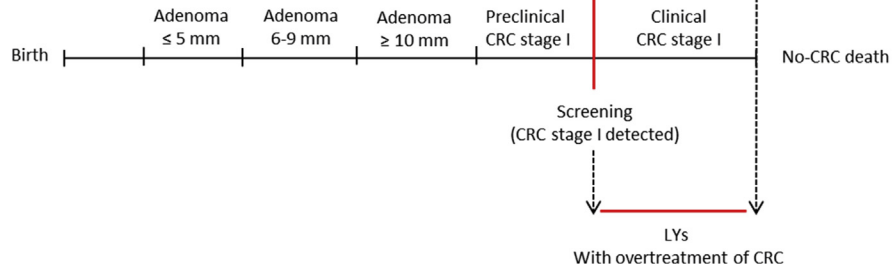 Adenoma
≤ 5 mm
Adenoma
6-9 mm
Adenoma
≥ 10 mm
Preclinical
CRC stage I
Clinical
CRC stage I
Birth
No-CRC death
Screening
(CRC stage I detected)
LYs
With overtreatment of CRC